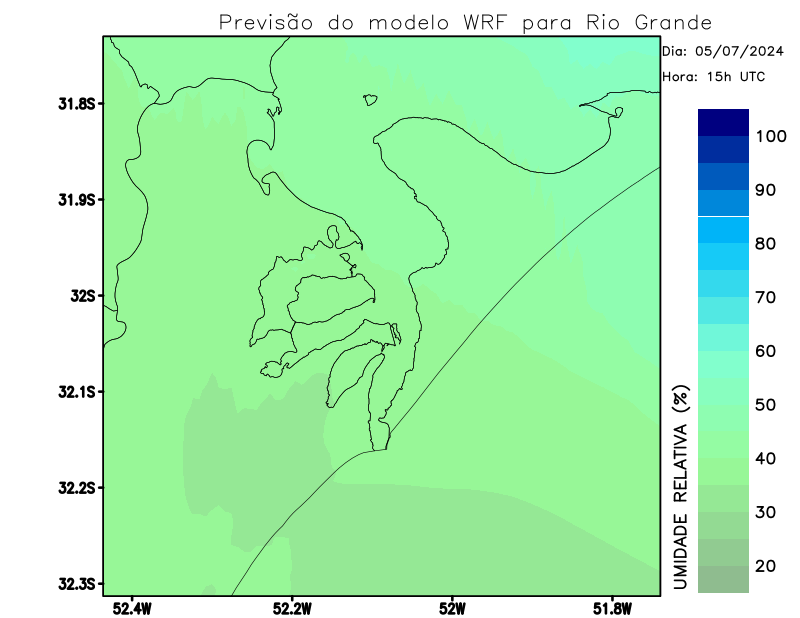 Previsão do modelo WRF para Rio Grande
Dia: 05/07/2024
Hora: 15h UTC
31.8S
31.9S
32S
32.1S
32.2S
32.3S
52.4W
52.2W
52W
51.8W
100
90
80
70
60
50
40
30
20
UMIDADE RELATIVA (%)